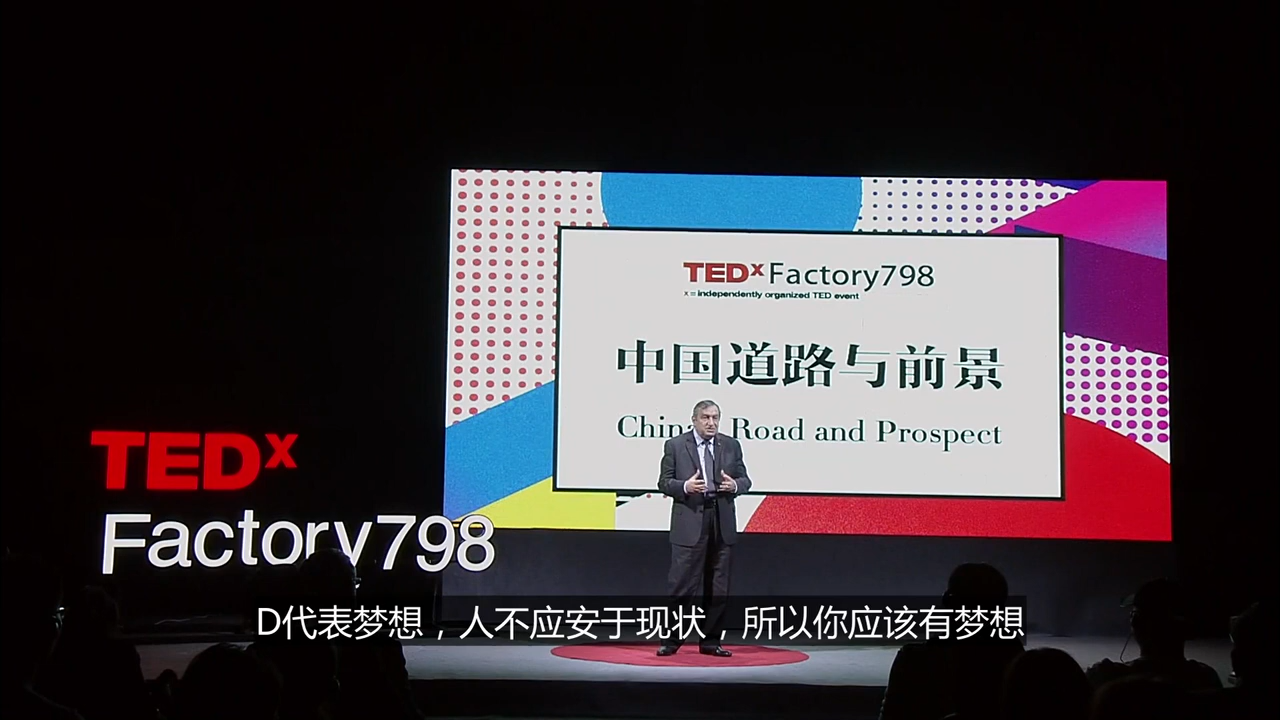 TEDx Factory798
x = independently organized TED event
中国道路与前景
China Road and Prospect
TEDx
Factory798
D代表梦想，人不应安于现状，所以你应该有梦想